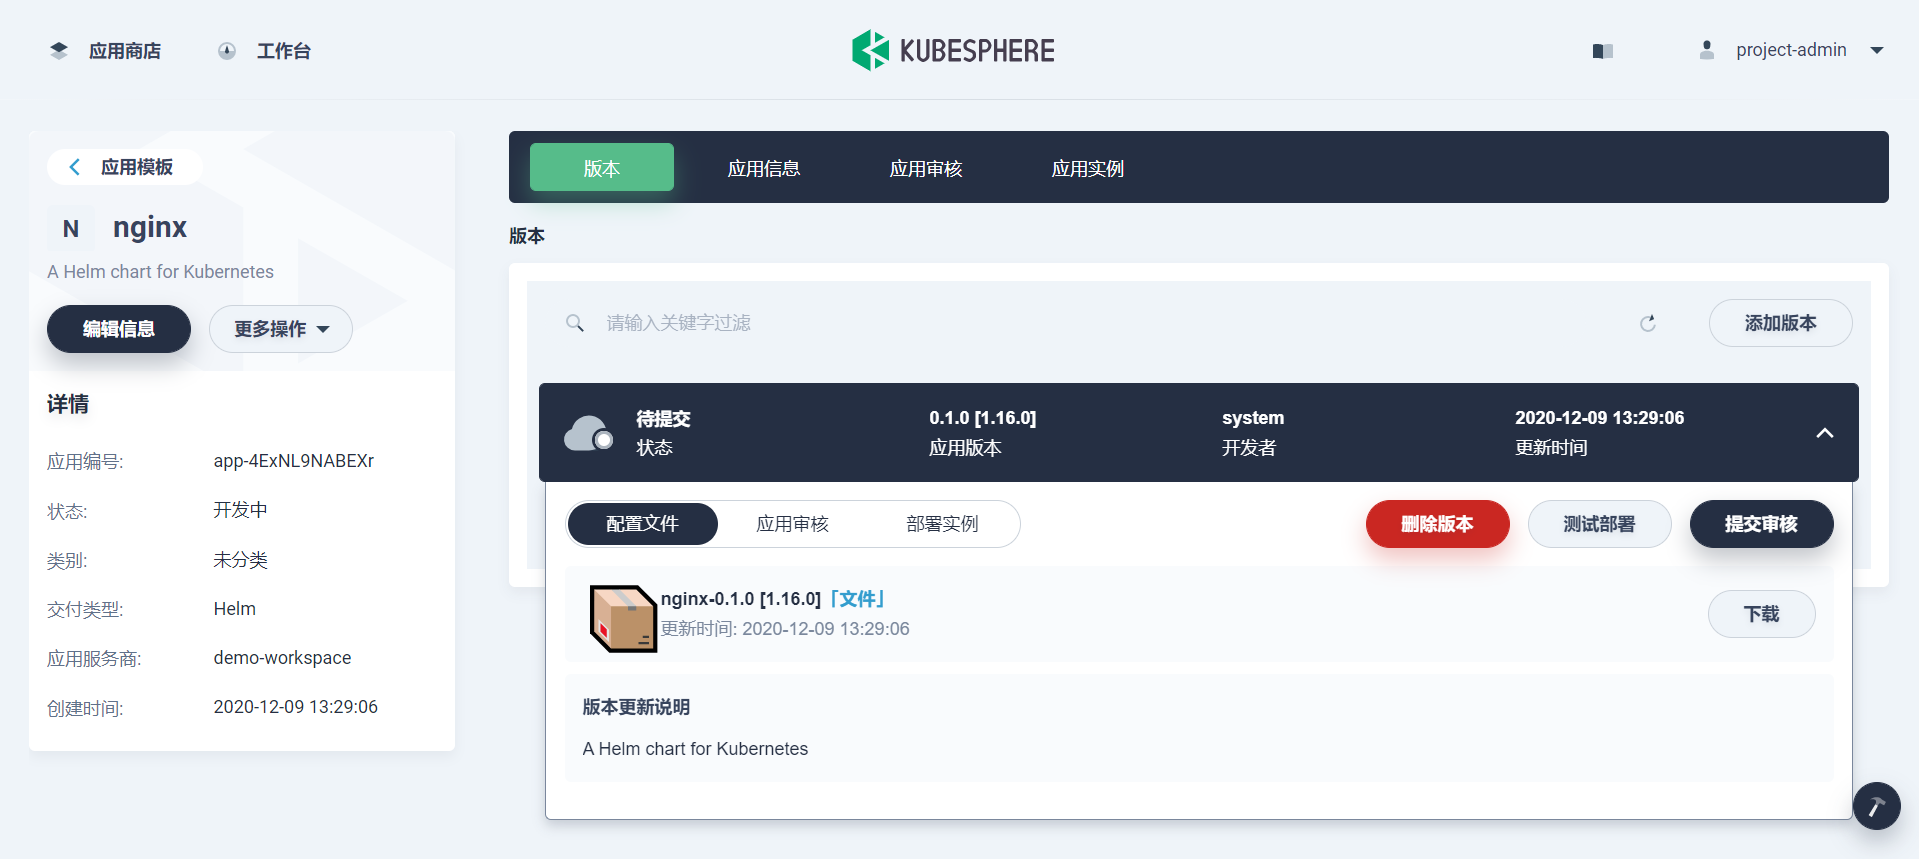 应用商店
工作台
KUBESPHERE
project-admin
应用模板
N
nginx
A Helm chart for Kubernetes
编辑信息
更多操作
详情
应用编号:
app-4ExNL9NABEXr
状态:
开发中
类别:
未分类
交付类型:
Helm
应用服务商:
demo-workspace
创建时间:
2020-12-09 13:29:06
版本
应用信息
应用审核
应用实例
版本
请输入关键字过滤
添加版本
待提交
状态
0.1.0 [1.16.0]
应用版本
system
开发者
2020-12-09 13:29:06
更新时间
配置文件
应用审核
部署实例
删除版本
测试部署
提交审核
nginx-0.1.0 [1.16.0]「文件」
更新时间: 2020-12-09 13:29:06
下载
版本更新说明
A Helm chart for Kubernetes